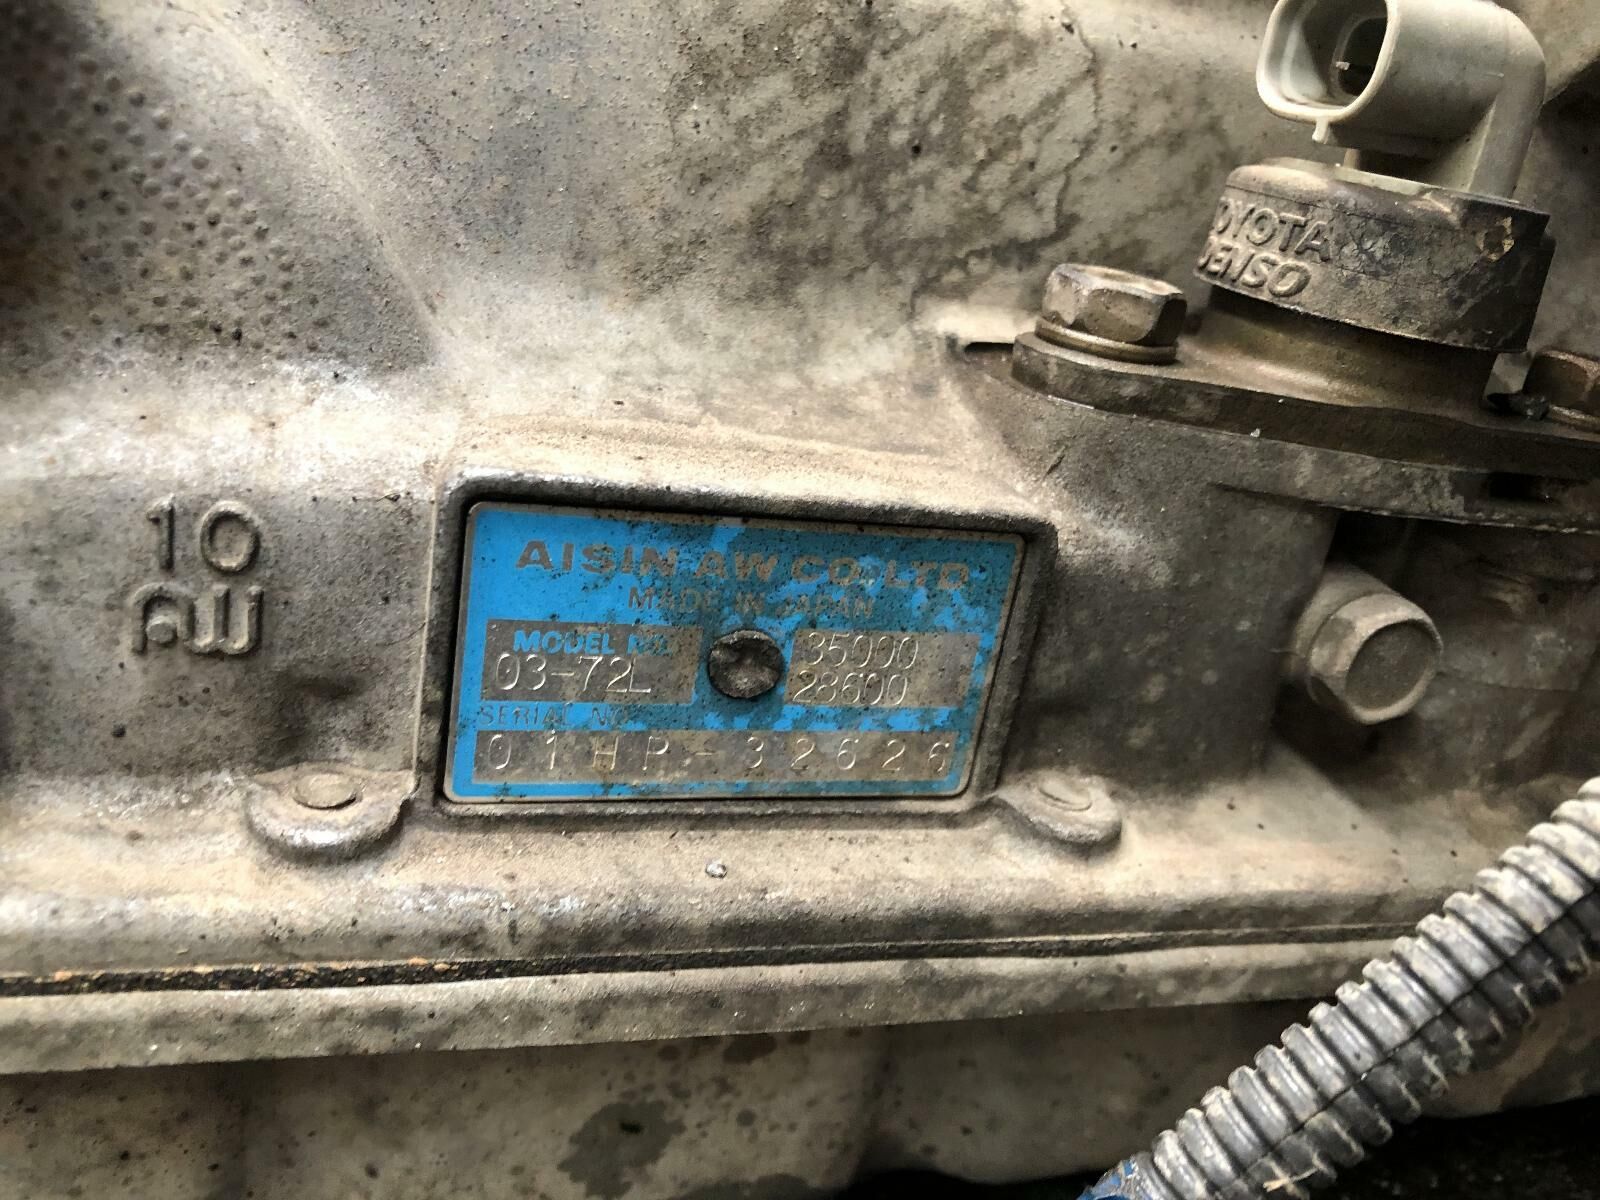 TOYOTA
DENSO
10
AW
AISIN AW CO.,LTD
MADE IN JAPAN
MODEL NO.
03-72L
35000
28600
SERIAL NO.
01HP-32626